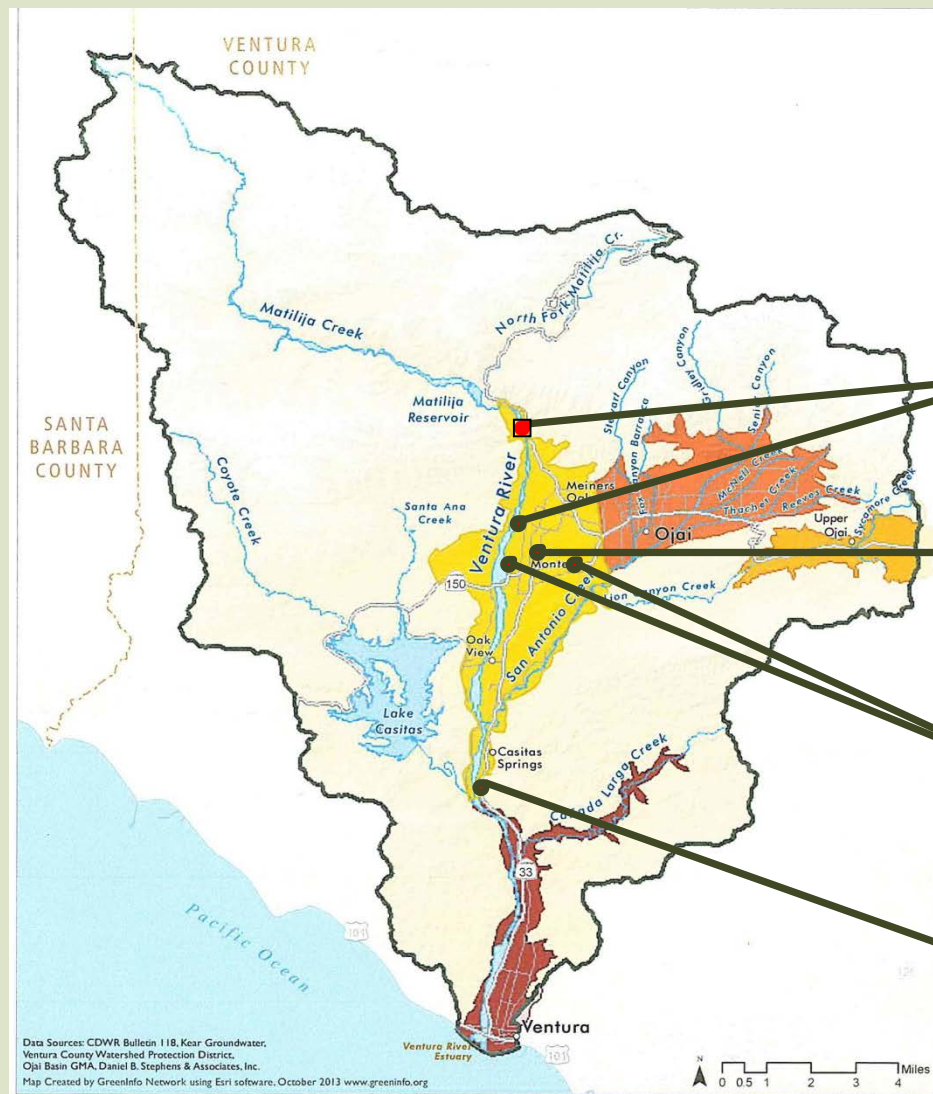 VENTURA
COUNTY
North Fork Matilija Cr.
Matilija Creek
Matilija
Reservoir
SANTA
BARBARA
COUNTY
Coyote Creek
Santa Ana
Creek
Ventura River
Stewart Canyon
Gridley Canyon
Senior Canyon
Meiners
McNell Creek
Thacher Creek
Reeves Creek
Sycamore Creek
Ojai
Upper
Ojai
150
Lion Canyon Creek
San Antonio Creek
Oak
View
Lake
Casitas
Casitas
Springs
Cañada Larga Creek
33
Pacific Ocean
101
101
Ventura
Ventura River
Estuary
Data Sources: CDWR Bulletin 118, Kear Groundwater,
Ventura County Watershed Protection District,
Ojai Basin GMA, Daniel B. Stephens & Associates, Inc.
Map Created by GreenInfo Network using Esri software, October 2013 www.greeninfo.org
N
Miles
0 0.5 1 2 3 4